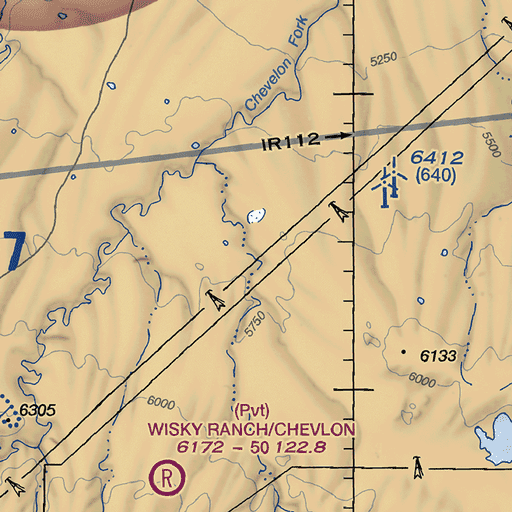 Chevelon Fork
5250
IR112 →
5500
6412
(640)
7
5750
6133
6000
6000
6305
(Pvt)
WISKY RANCH/CHEVLON
6172 - 50 122.8
R